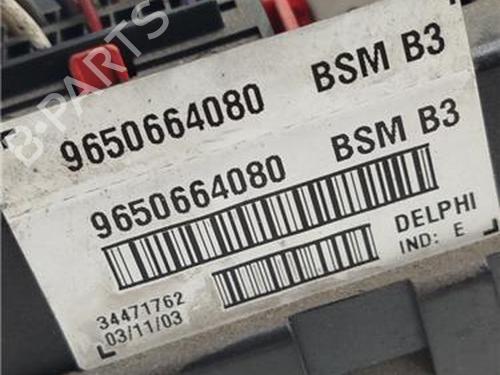 B-PARTS
9650664080 BSM B3
9650664080 BSM B3
DELPHI
IND: E
34471762
03/11/03